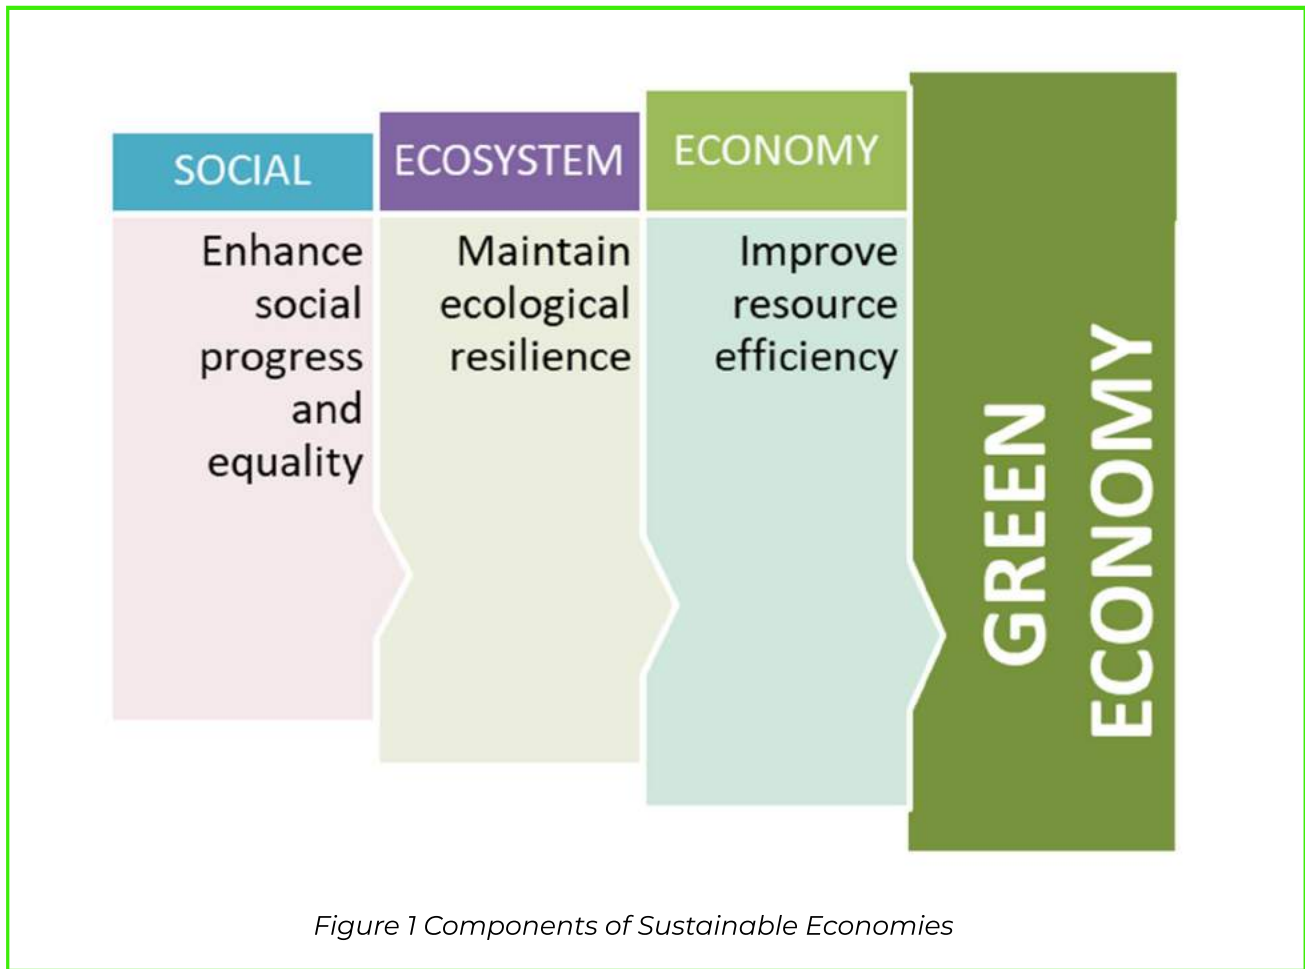 SOCIAL
Enhance
social
progress
and
equality
ECOSYSTEM
Maintain
ecological
resilience
ECONOMY
Improve
resource
efficiency
GREEN
ECONOMY
Figure 1 Components of Sustainable Economies